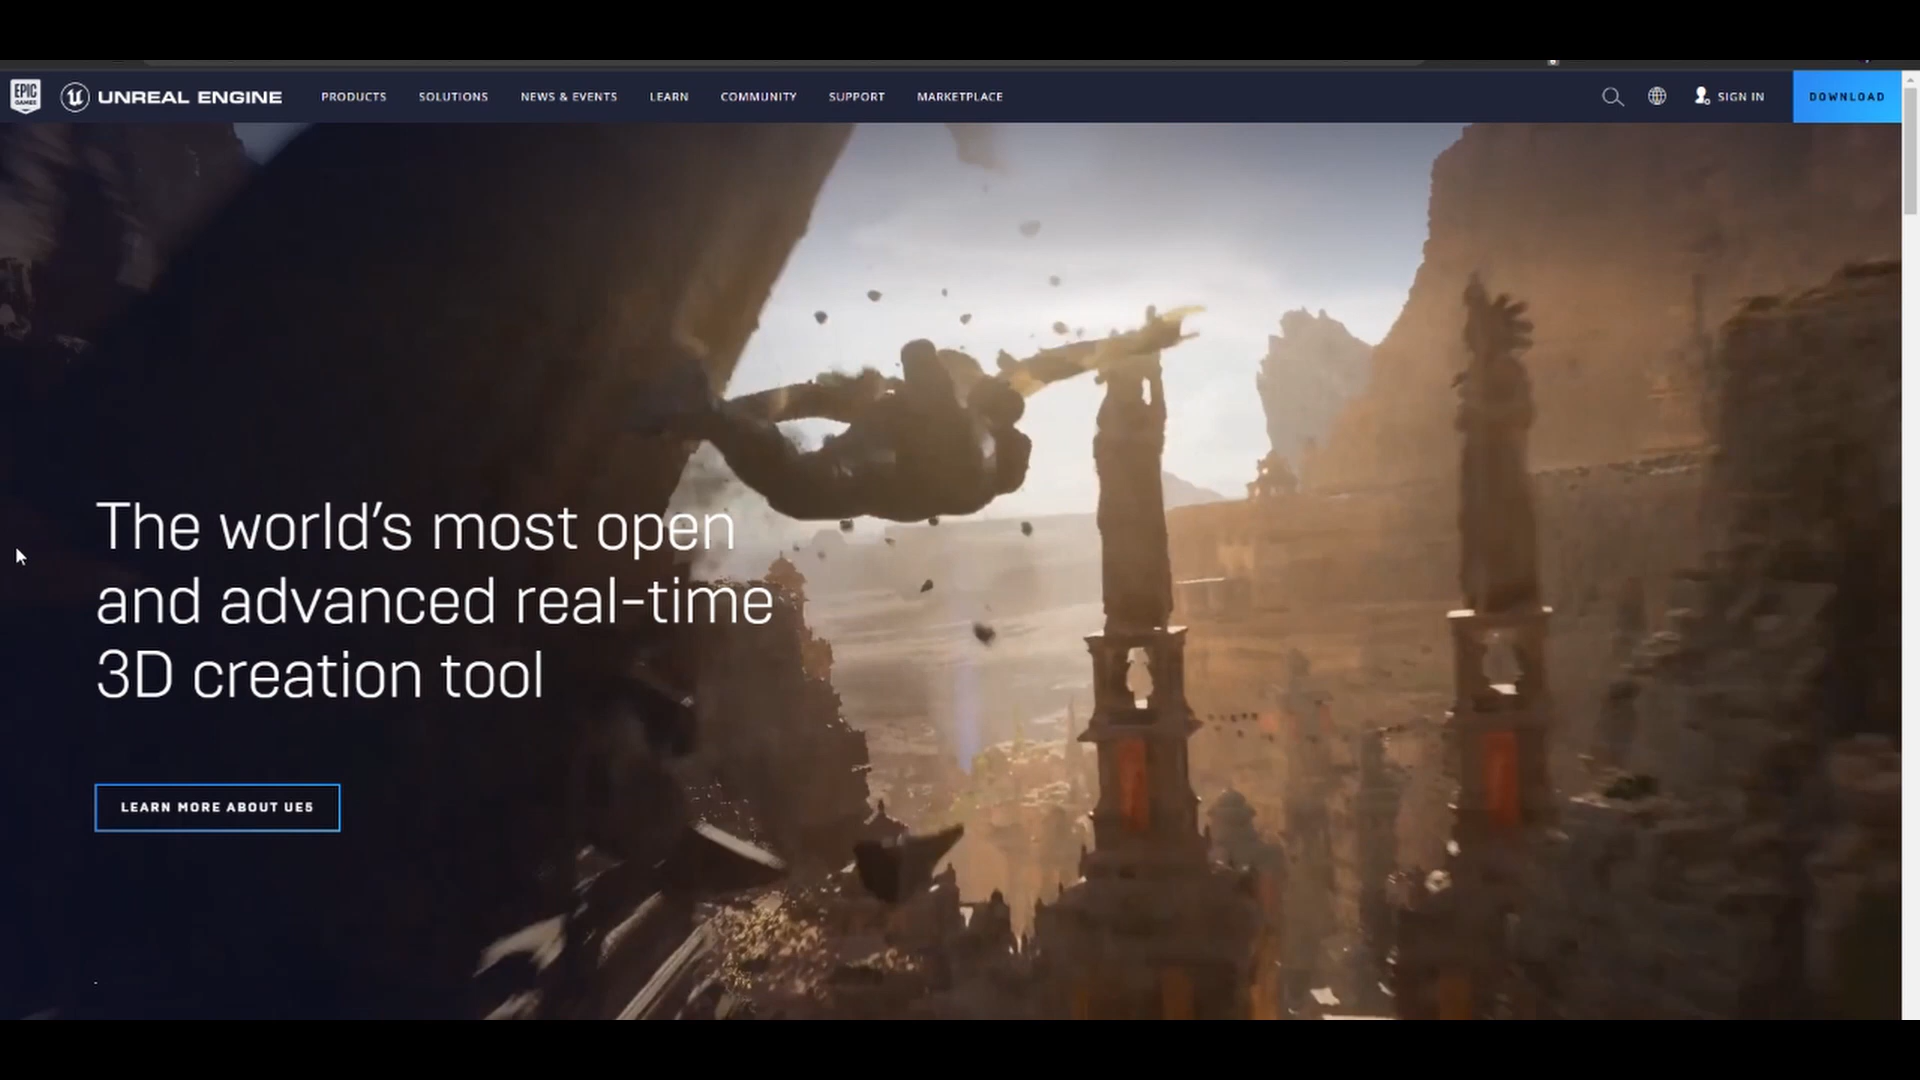 EPIC
GAMES
UNREAL ENGINE
PRODUCTS
SOLUTIONS
NEWS & EVENTS
LEARN
COMMUNITY
SUPPORT
MARKETPLACE
SIGN IN
DOWNLOAD
The world's most open
and advanced real-time
3D creation tool
LEARN MORE ABOUT UE5